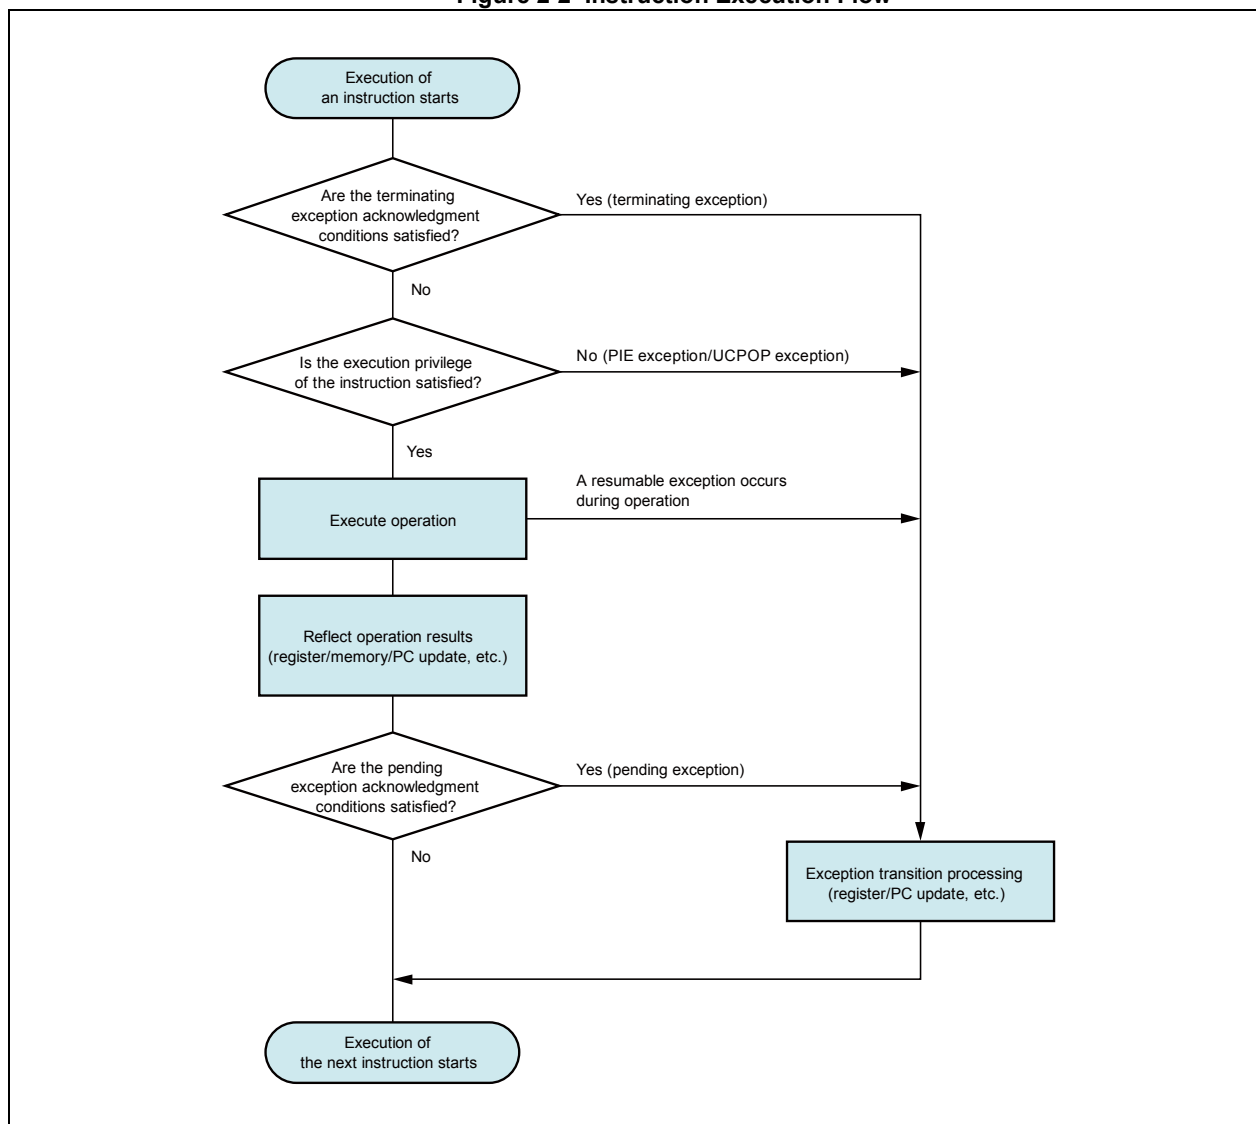 Figure 2-2 Instruction Execution Flow
Execution of
an instruction starts
Are the terminating
exception acknowledgment
conditions satisfied?
Yes (terminating exception)
No
Is the execution privilege
of the instruction satisfied?
No (PIE exception/UCPOP exception)
Yes
A resumable exception occurs
during operation
Execute operation
Reflect operation results
(register/memory/PC update, etc.)
Are the pending
exception acknowledgment
conditions satisfied?
Yes (pending exception)
No
Exception transition processing
(register/PC update, etc.)
Execution of
the next instruction starts